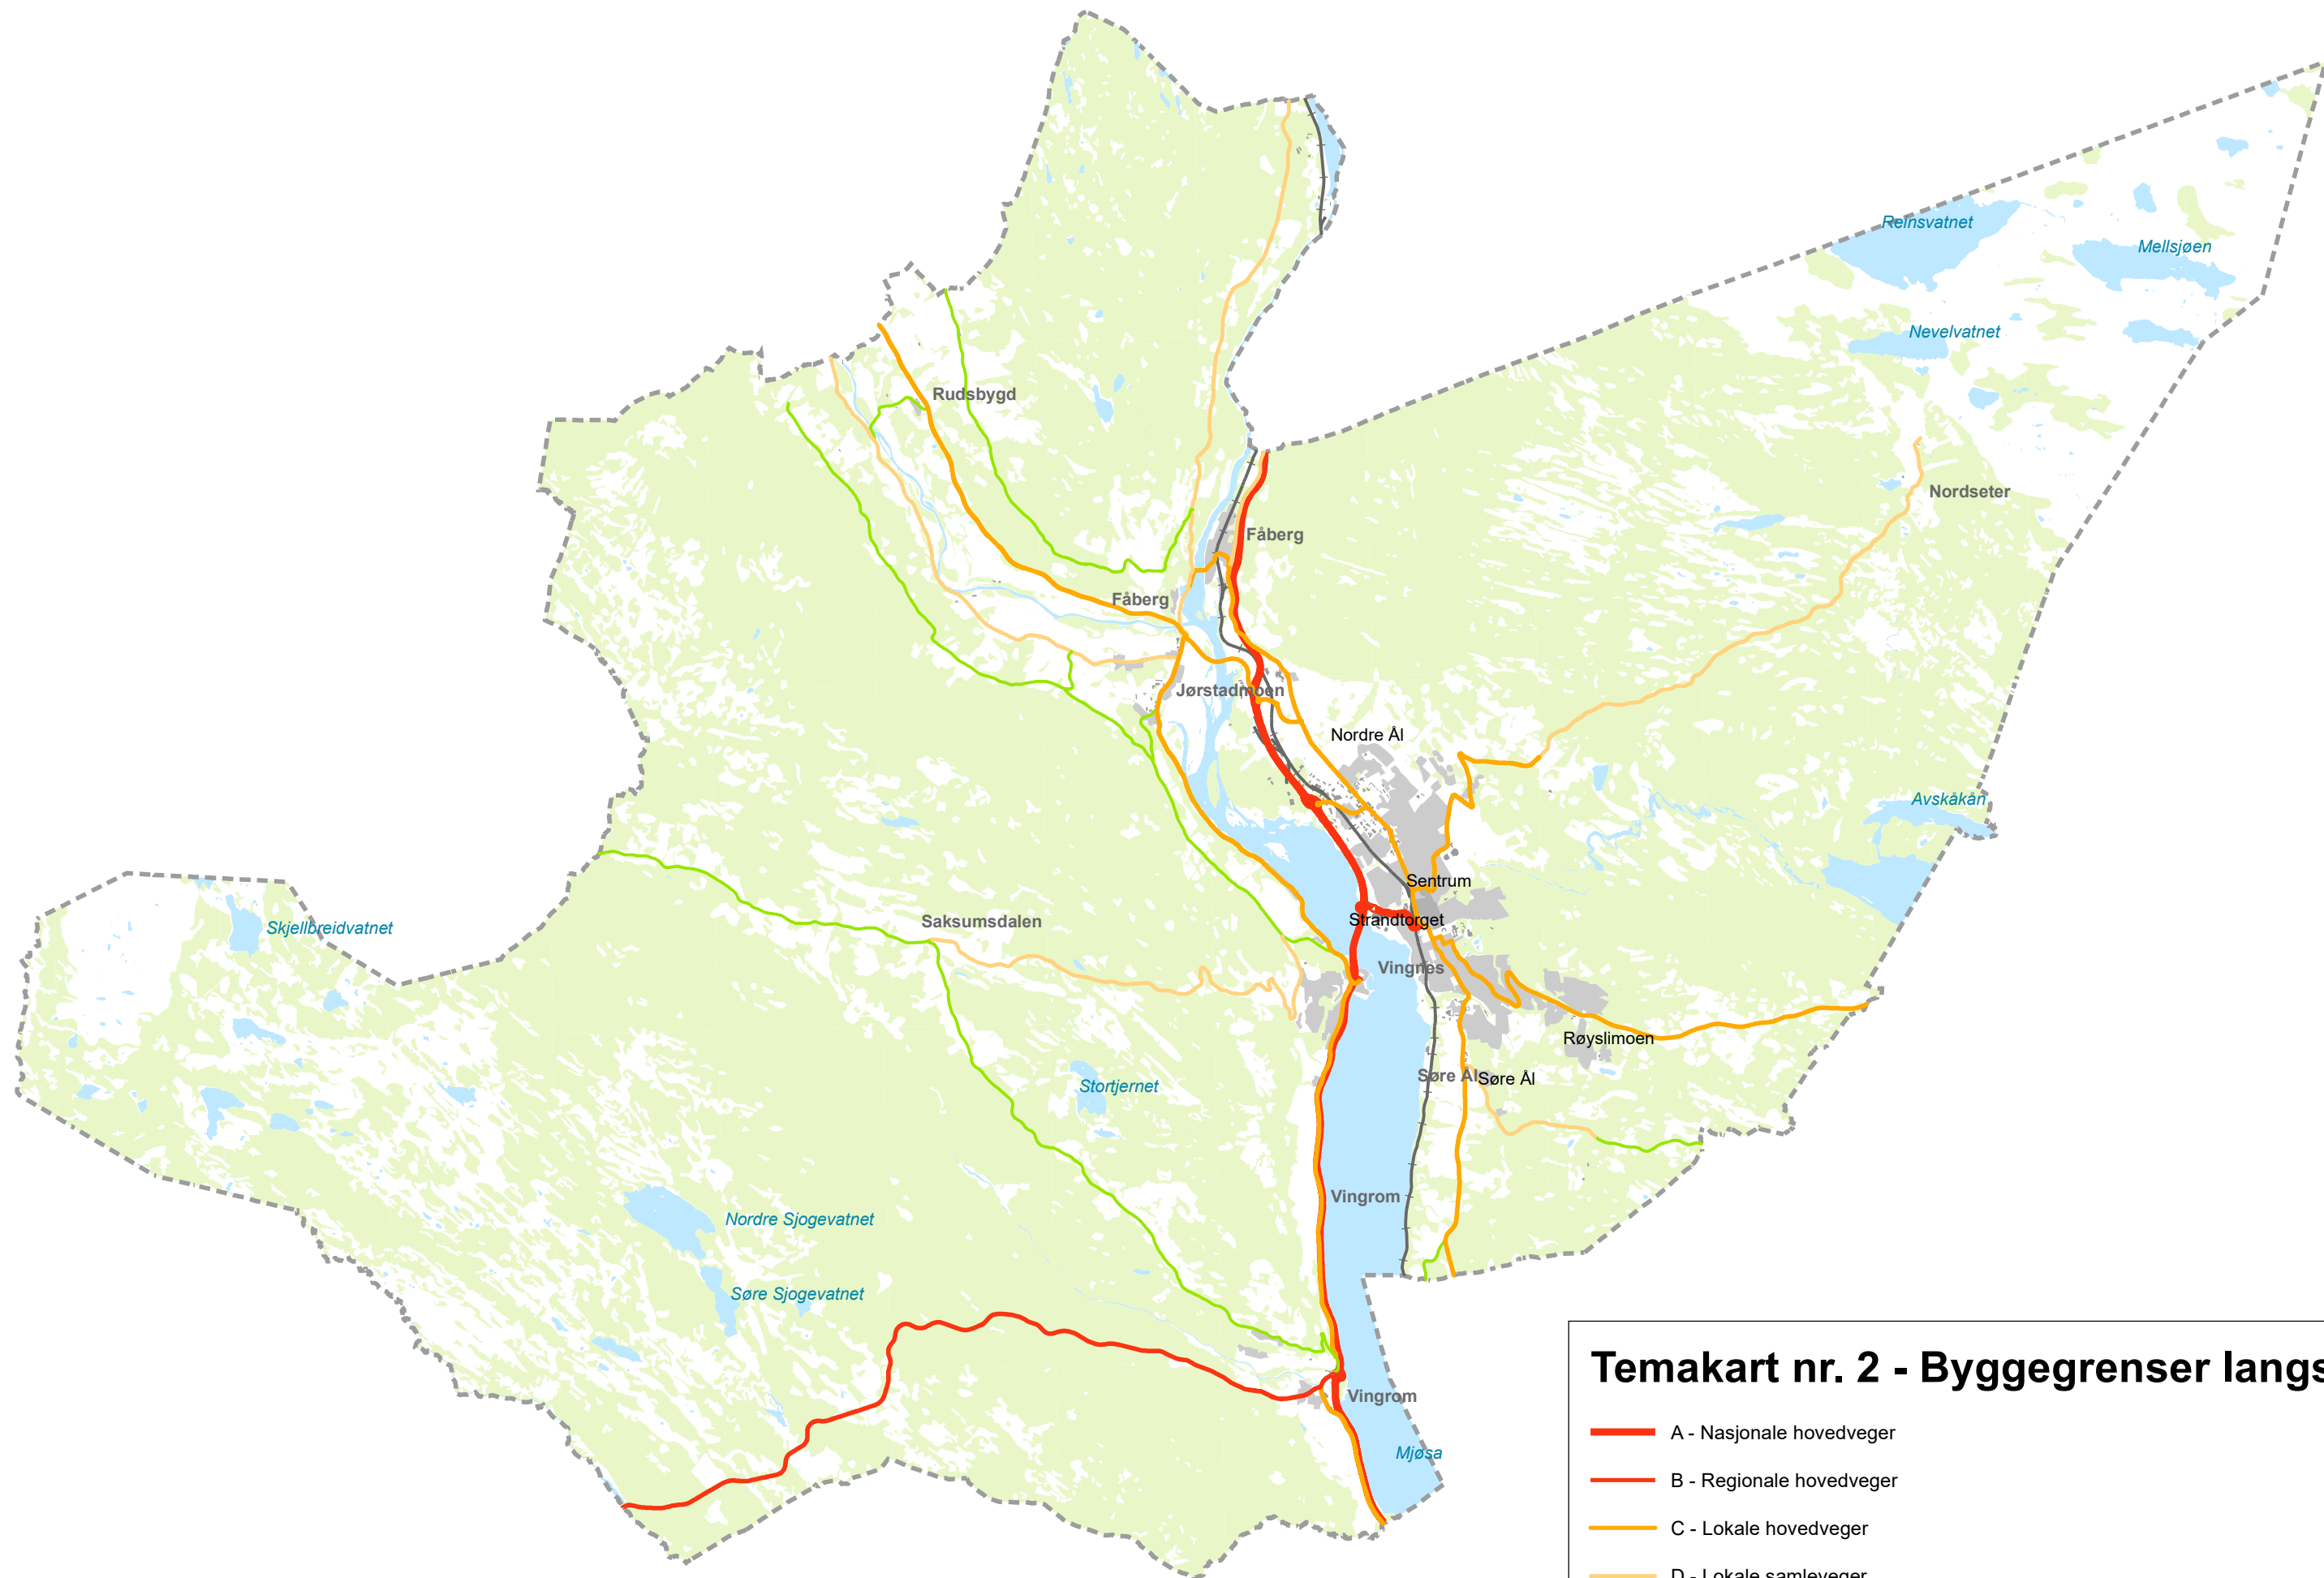 Reinsvatnet
Mellsjøen
Nevelvatnet
Rudsbygd
Nordseter
Fåberg
Fåberg
Jørstadmoen
Nordre Ål
Avskåkån
Sentrum
Strandtorget
Saksumsdalen
Skjellbreidvatnet
Vingnes
Røyslimoen
Søre Ål
Søre Ål
Stortjernet
Vingrom
Nordre Sjogevatnet
Søre Sjogevatnet
Vingrom
Mjøsa
Temakart nr. 2 - Byggegrenser langs
A - Nasjonale hovedveger
B - Regionale hovedveger
C - Lokale hovedveger
D - Lokale samleveger